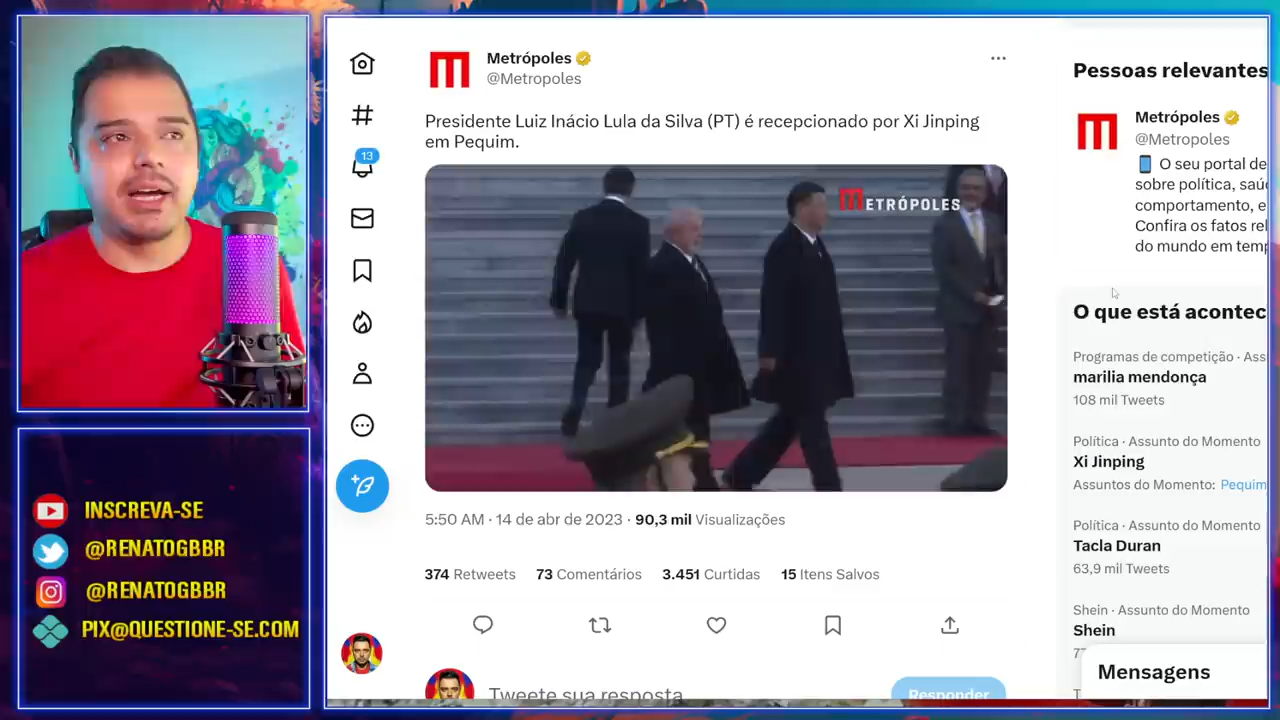 Metrópoles
@Metropoles
Presidente Luiz Inácio Lula da Silva (PT) é recepcionado por Xi Jinping
em Pequim.
METRÓPOLES
5:50 AM · 14 de abr de 2023 · 90,3 mil Visualizações
374 Retweets 73 Comentários 3.451 Curtidas 15 Itens Salvos
Tweete sua resposta
Responder
13
Pessoas relevantes
Metrópoles
@Metropoles
O seu portal de
sobre política, saú
comportamento, e
Confira os fatos rel
do mundo em temp
O que está acontec
Programas de competição · Ass
marilia mendonça
108 mil Tweets
Política · Assunto do Momento
Xi Jinping
Assuntos do Momento: Pequim
Política · Assunto do Momento
Tacla Duran
63,9 mil Tweets
Shein · Assunto do Momento
Shein
Mensagens
INSCREVA-SE
@RENATOGBBR
@RENATOGBBR
PIX@QUESTIONE-SE.COM